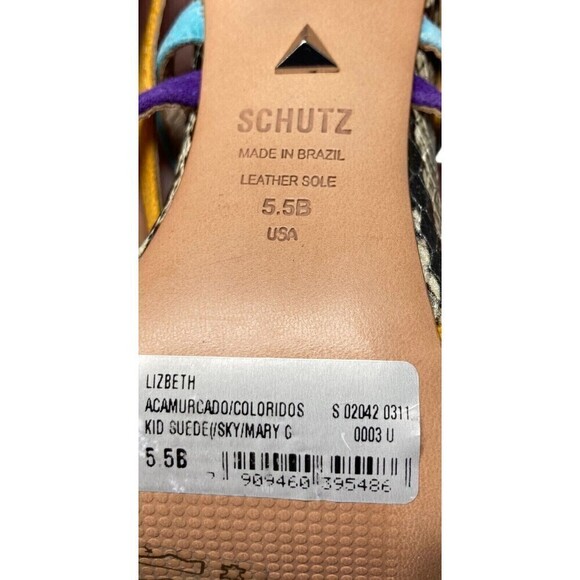 SCHUTZ
MADE IN BRAZIL
LEATHER SOLE
5.5B
USA
LIZBETH
ACAMURCADO/COLORIDOS S 02042 0311
KID SUEDE(/SKY/MARY G 0003 U
5.5B
7 909460 395486